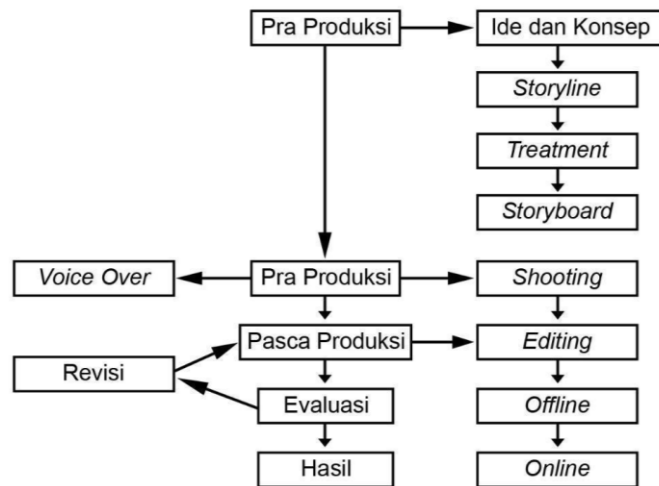 Pra Produksi
Ide dan Konsep
Storyline
Treatment
Storyboard
Voice Over
Pra Produksi
Shooting
Pasca Produksi
Editing
Revisi
Evaluasi
Offline
Hasil
Online